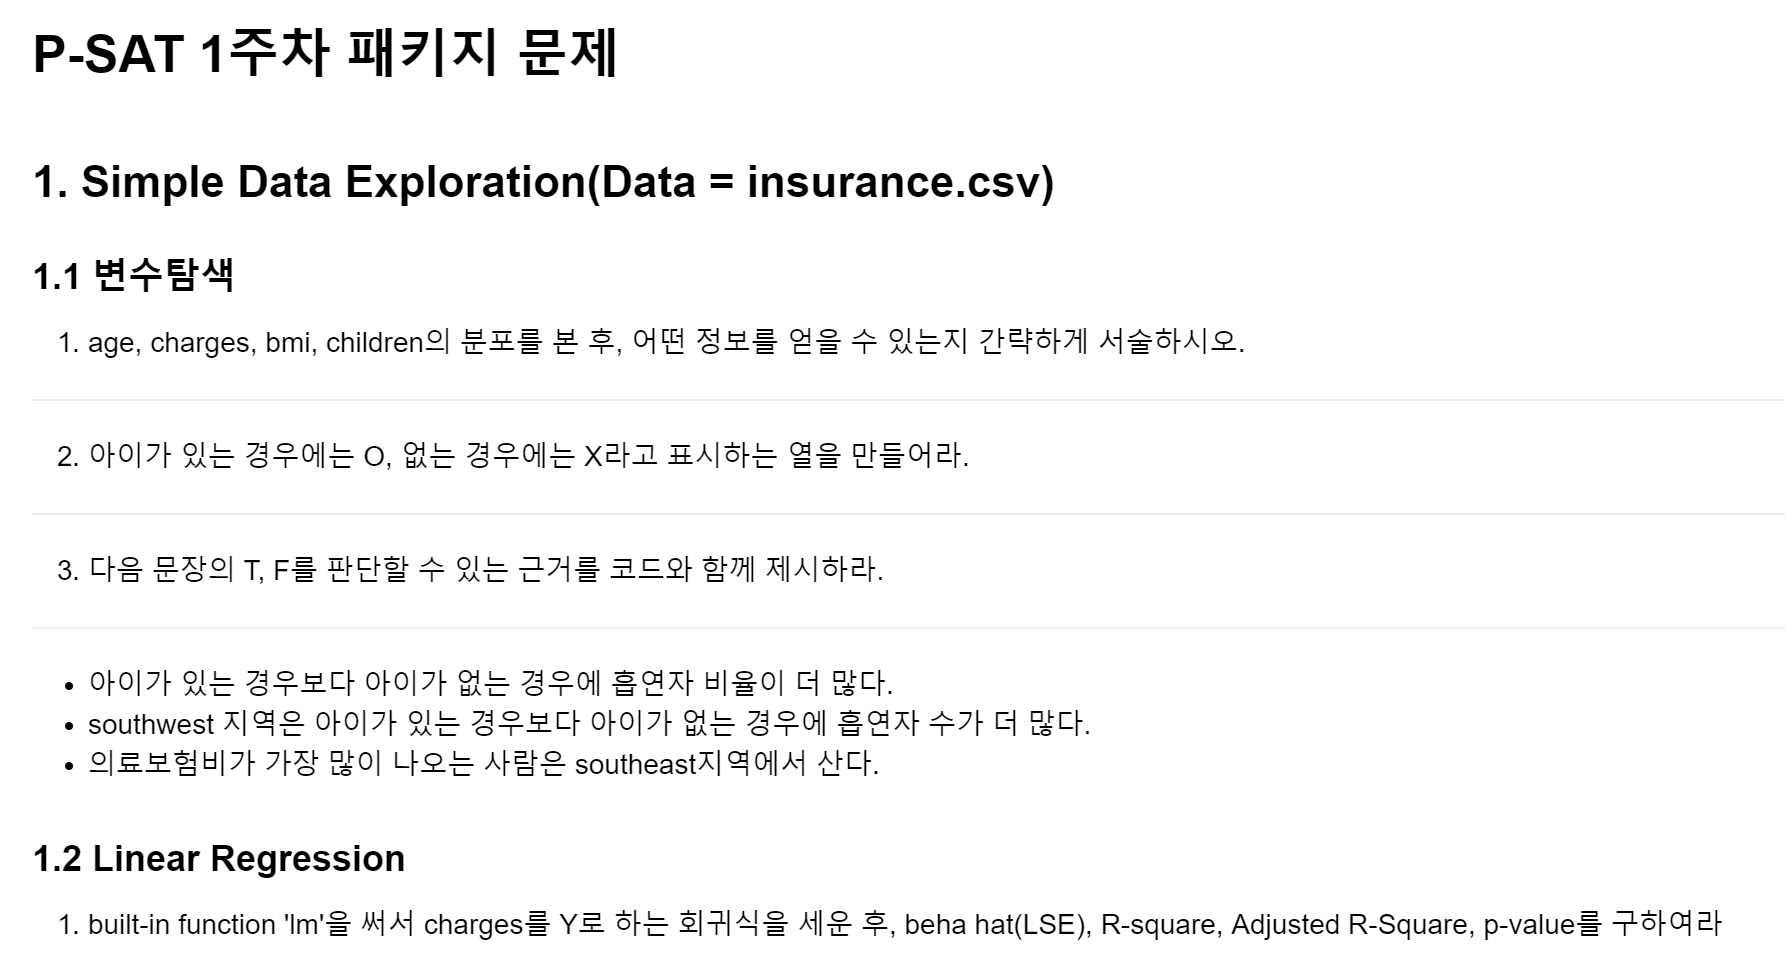 P-SAT 1주차 패키지 문제
1. Simple Data Exploration(Data = insurance.csv)
1.1 변수탐색
1. age, charges, bmi, children의 분포를 본 후, 어떤 정보를 얻을 수 있는지 간략하게 서술하시오.
2. 아이가 있는 경우에는 O, 없는 경우에는 X라고 표시하는 열을 만들어라.
3. 다음 문장의 T, F를 판단할 수 있는 근거를 코드와 함께 제시하라.
• 아이가 있는 경우보다 아이가 없는 경우에 흡연자 비율이 더 많다.
• southwest 지역은 아이가 있는 경우보다 아이가 없는 경우에 흡연자 수가 더 많다.
• 의료보험비가 가장 많이 나오는 사람은 southeast지역에서 산다.
1.2 Linear Regression
1. built-in function 'lm'을 써서 charges를 Y로 하는 회귀식을 세운 후, beha hat(LSE), R-square, Adjusted R-Square, p-value를 구하여라